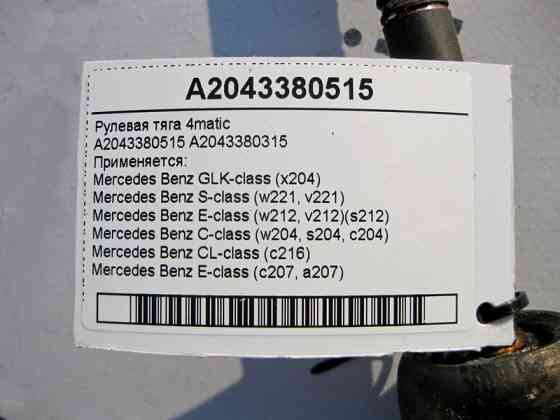 A2043380515
Рулевая тяга 4matic
A2043380515 A2043380315
Применяется:
Mercedes Benz GLK-class (x204)
Mercedes Benz S-class (w221, v221)
Mercedes Benz E-class (w212, v212)(s212)
Mercedes Benz C-class (w204, s204, c204)
Mercedes Benz CL-class (c216)
Mercedes Benz E-class (c207, a207)